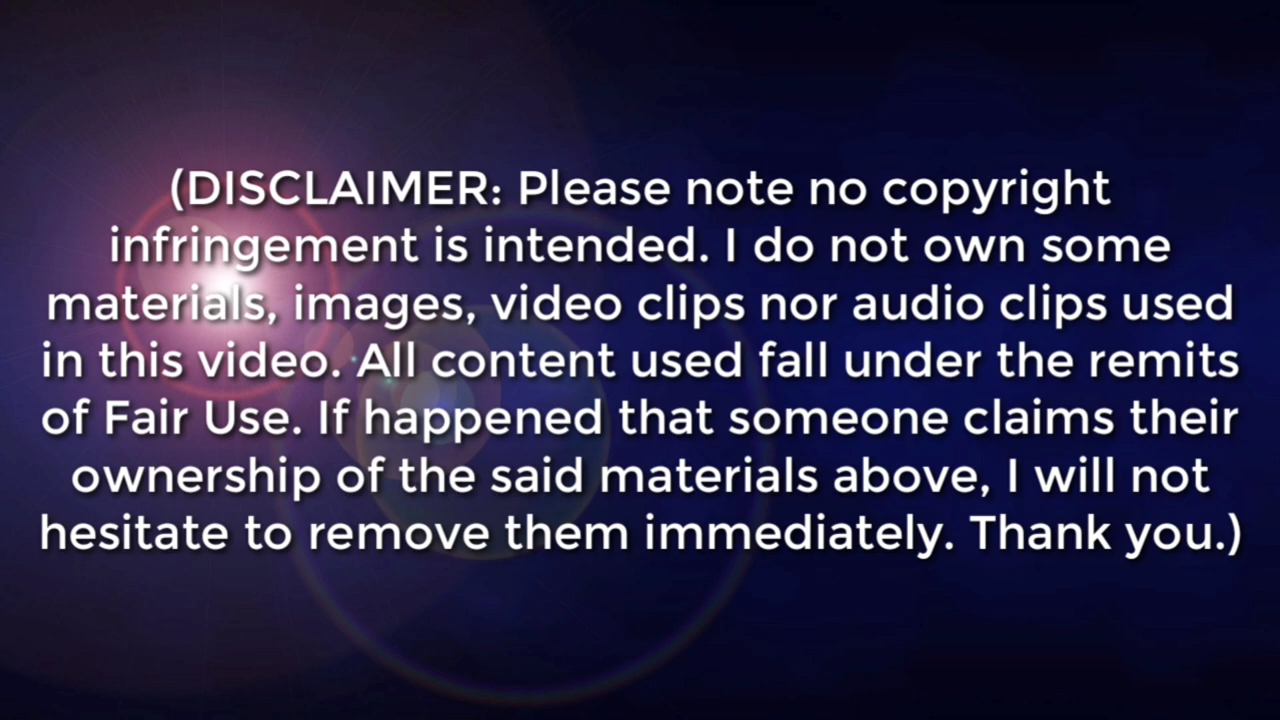 (DISCLAIMER: Please note no copyright
infringement is intended. I do not own some
materials, images, video clips nor audio clips used
in this video. All content used fall under the remits
of Fair Use. If happened that someone claims their
ownership of the said materials above, I will not
hesitate to remove them immediately. Thank you.)